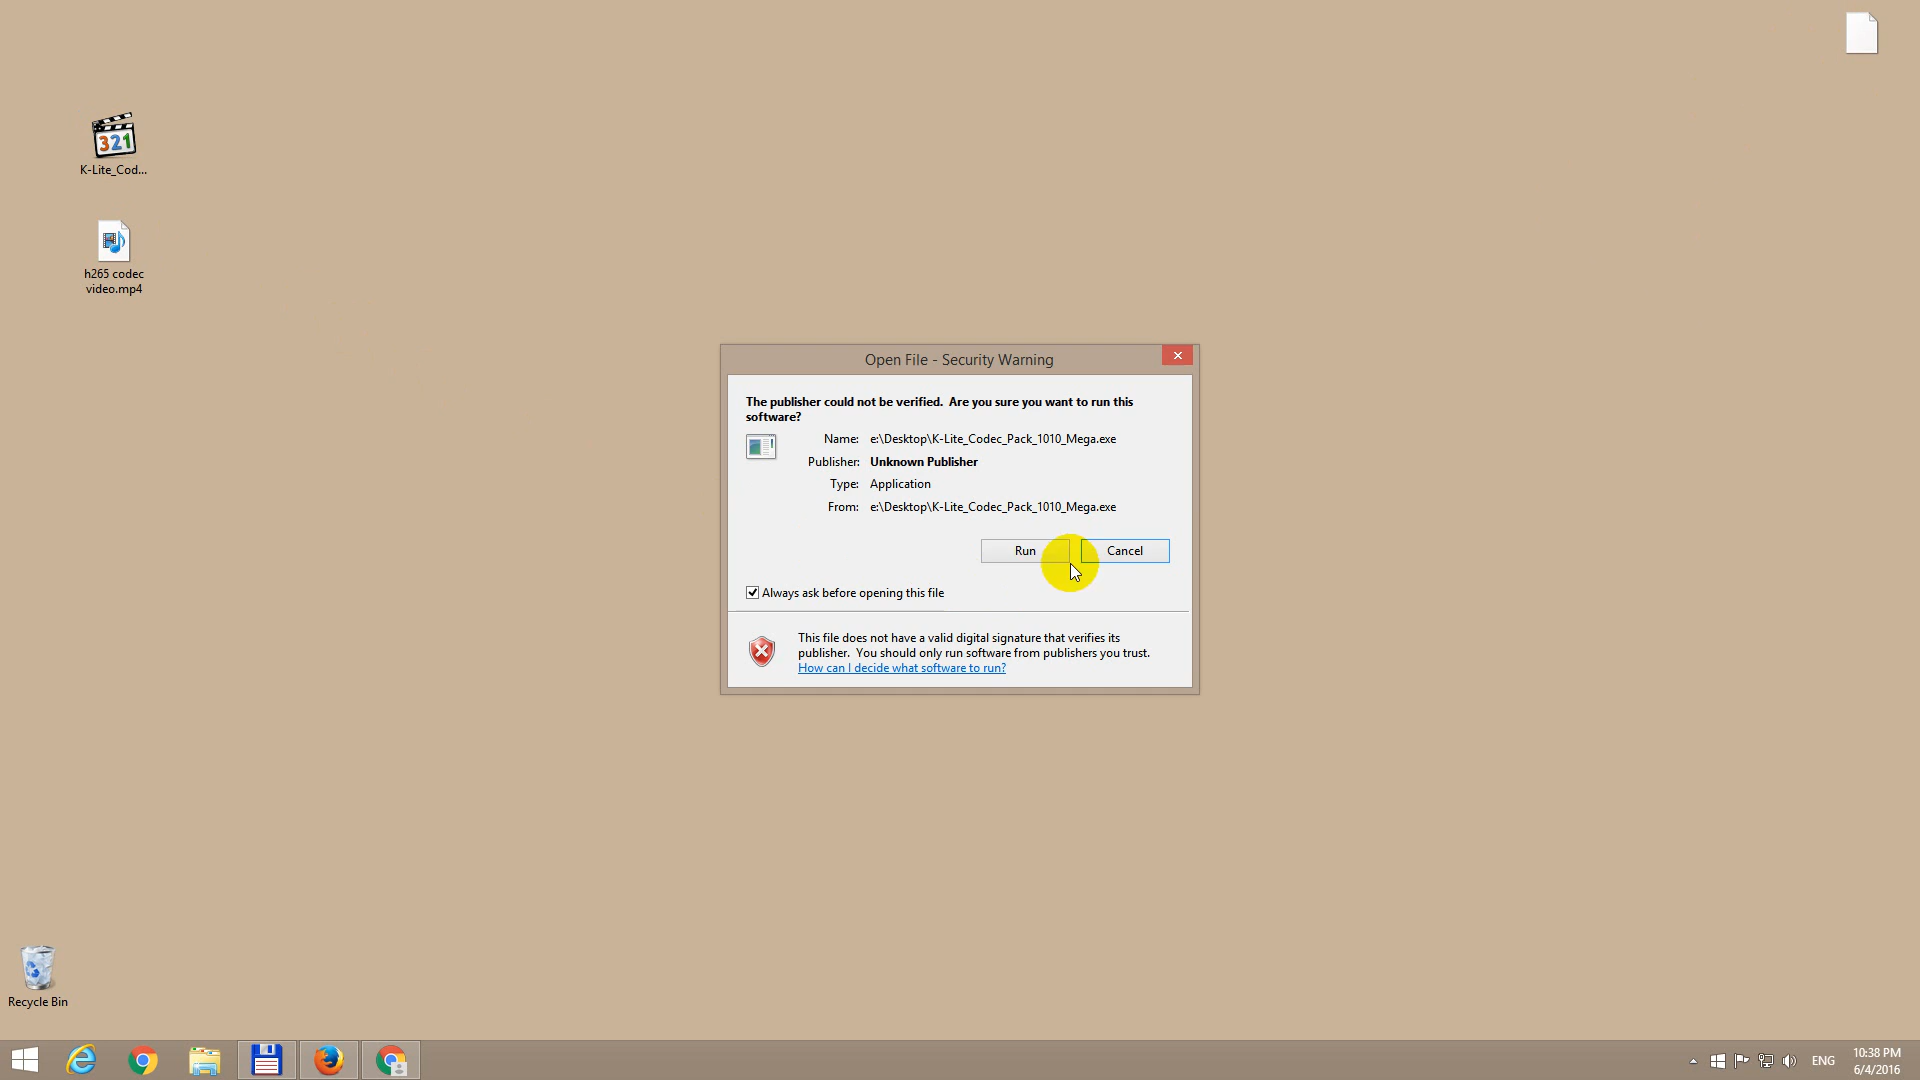 321
K-Lite_Cod...
h265 codec
video.mp4
Open File - Security Warning
The publisher could not be verified.  Are you sure you want to run this
software?
Name: e:\Desktop\K-Lite_Codec_Pack_1010_Mega.exe
Publisher: Unknown Publisher
Type: Application
From: e:\Desktop\K-Lite_Codec_Pack_1010_Mega.exe
Run Cancel
Always ask before opening this file
This file does not have a valid digital signature that verifies its
publisher.  You should only run software from publishers you trust.
How can I decide what software to run?
Recycle Bin
ENG
10:38 PM
6/4/2016